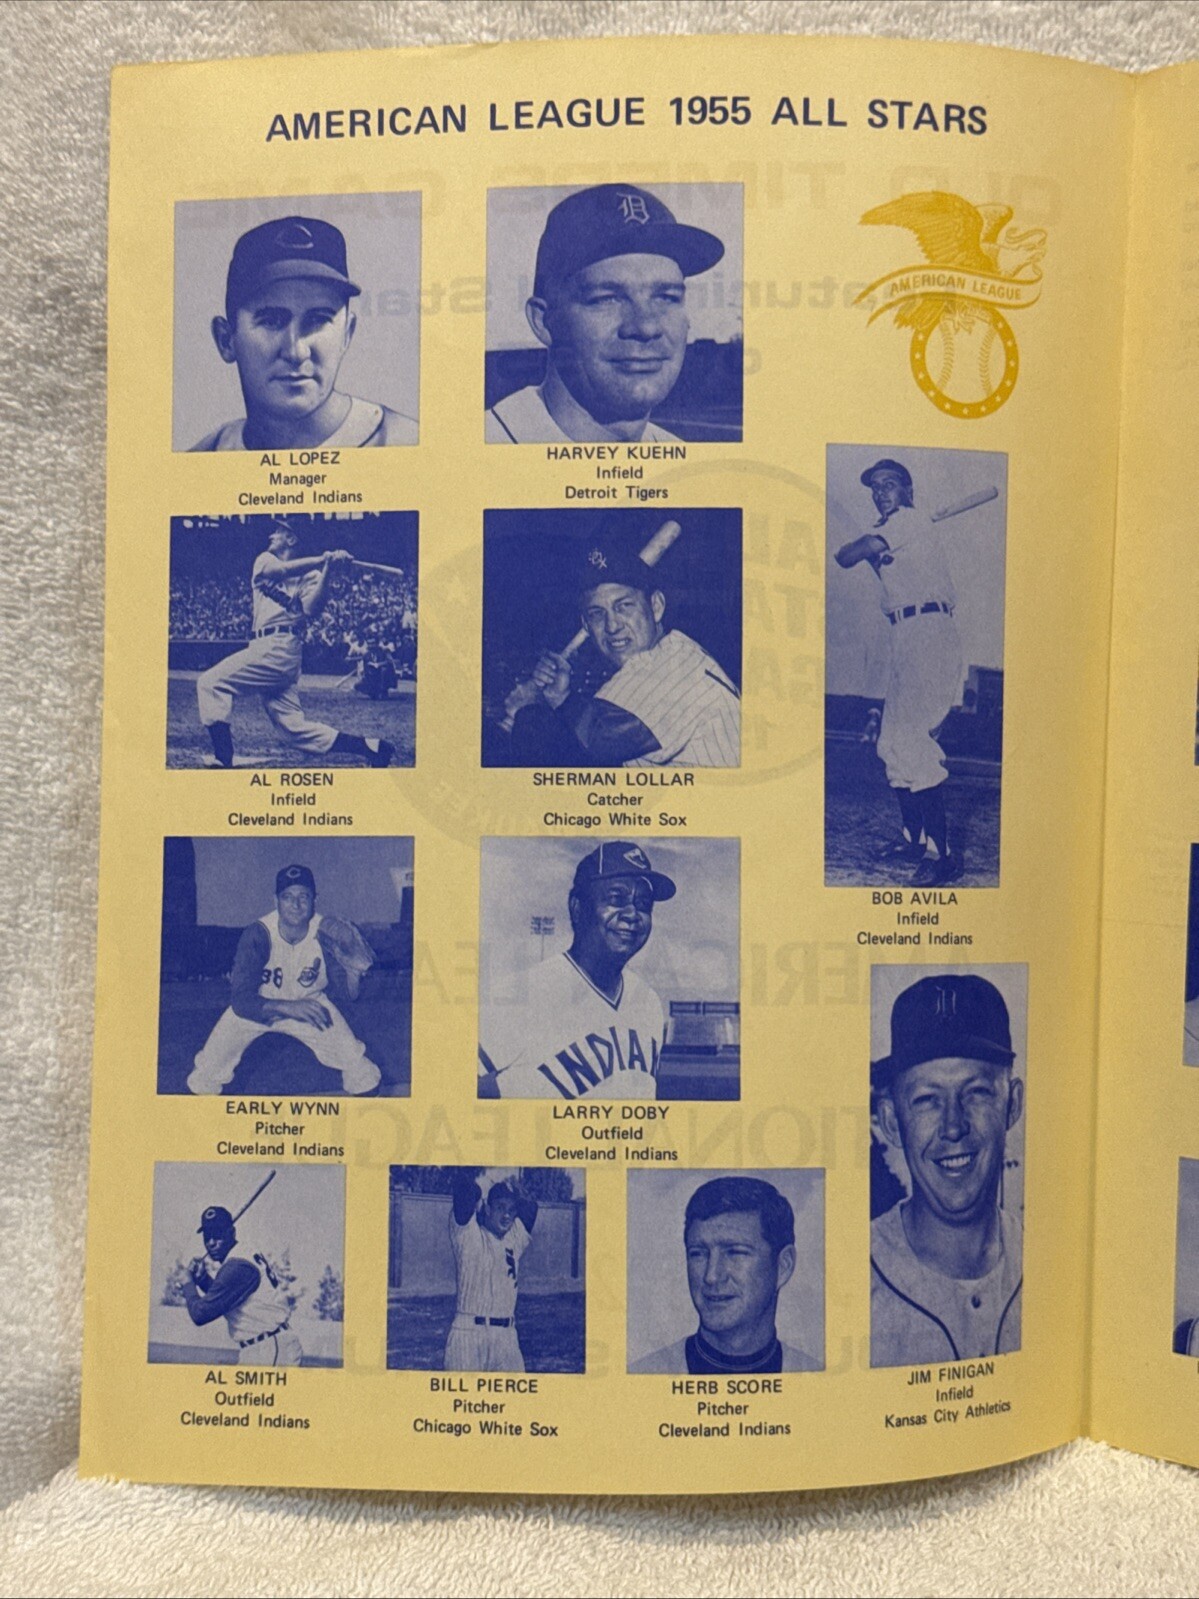 AMERICAN LEAGUE 1955 ALL STARS
AMERICAN LEAGUE
AL LOPEZ
Manager
Cleveland Indians
HARVEY KUEHN
Infield
Detroit Tigers
AL ROSEN
Infield
Cleveland Indians
SHERMAN LOLLAR
Catcher
Chicago White Sox
BOB AVILA
Infield
Cleveland Indians
38
EARLY WYNN
Pitcher
Cleveland Indians
INDIAN
LARRY DOBY
Outfield
Cleveland Indians
AL SMITH
Outfield
Cleveland Indians
BILL PIERCE
Pitcher
Chicago White Sox
HERB SCORE
Pitcher
Cleveland Indians
JIM FINIGAN
Infield
Kansas City Athletics